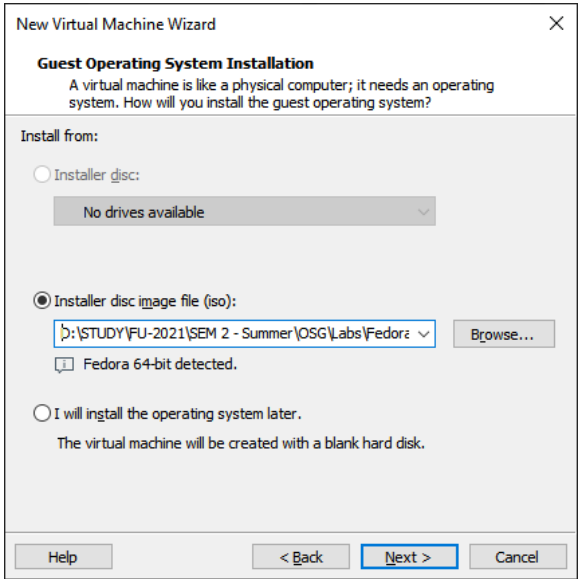 New Virtual Machine Wizard
Guest Operating System Installation
A virtual machine is like a physical computer; it needs an operating
system. How will you install the guest operating system?
Install from:
Installer disc:
No drives available
Installer disc image file (iso):
D:\STUDY\FU-2021\SEM 2 - Summer\OSG\Labs\Fedora
Browse...
Fedora 64-bit detected.
I will install the operating system later.
The virtual machine will be created with a blank hard disk.
Help
< Back
Next >
Cancel